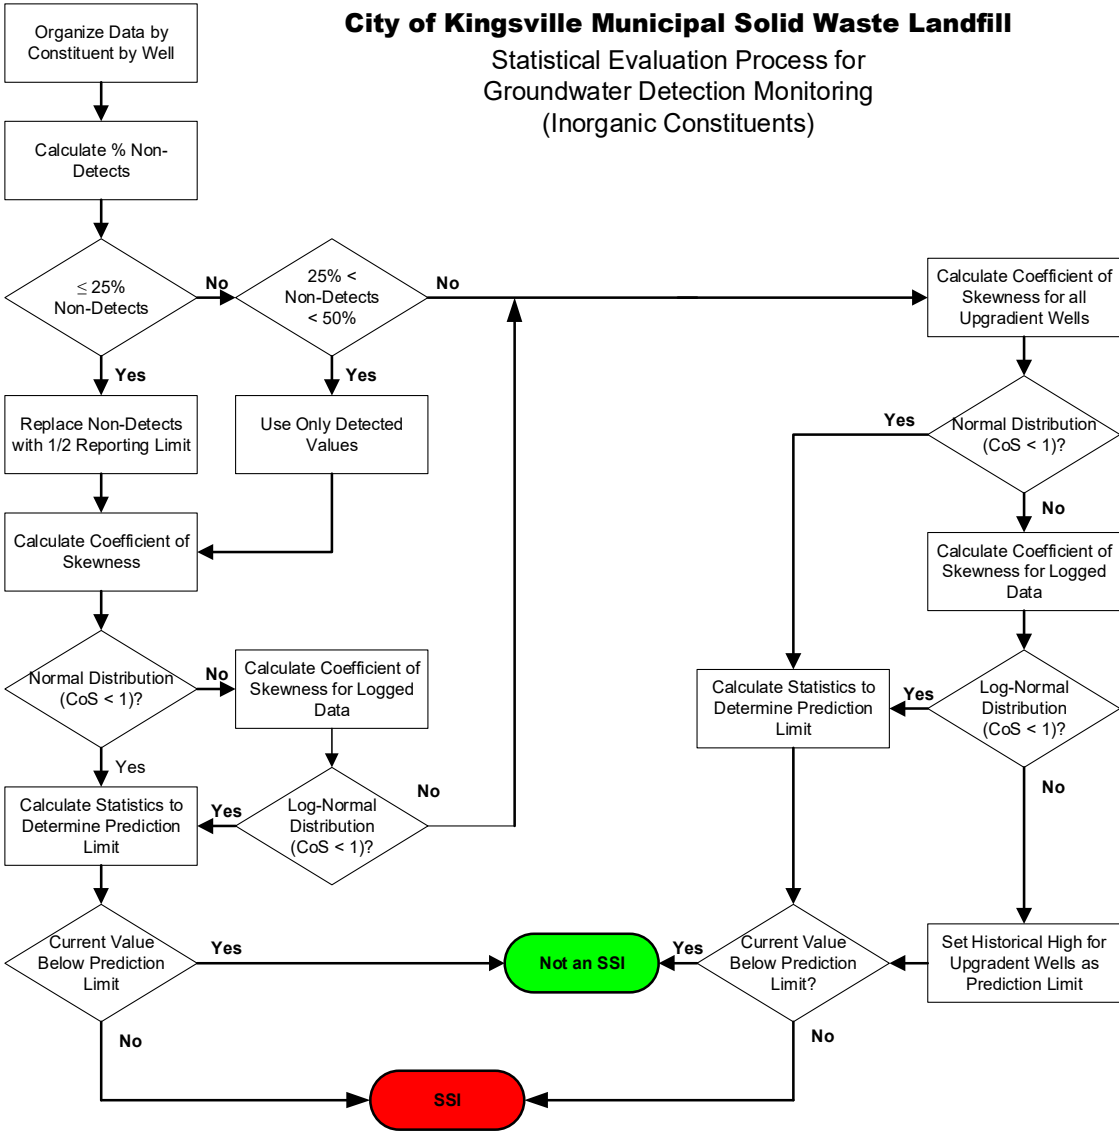 City of Kingsville Municipal Solid Waste Landfill
Statistical Evaluation Process for
Groundwater Detection Monitoring
(Inorganic Constituents)
Organize Data by
Constituent by Well
Calculate % Non-
Detects
≤ 25%
Non-Detects
No
25% <
Non-Detects
< 50%
No
Yes
Yes
Replace Non-Detects
with 1/2 Reporting Limit
Use Only Detected
Values
Calculate Coefficient of
Skewness
Normal Distribution
(CoS < 1)?
No
Calculate Coefficient of
Skewness for Logged
Data
Yes
Calculate Statistics to
Determine Prediction
Limit
Yes
Log-Normal
Distribution
(CoS < 1)?
No
Current Value
Below Prediction
Limit
Yes
No
Calculate Coefficient of
Skewness for all
Upgradient Wells
Normal Distribution
(CoS < 1)?
Yes
No
Calculate Coefficient of
Skewness for Logged
Data
Log-Normal
Distribution
(CoS < 1)?
Yes
No
Calculate Statistics to
Determine Prediction
Limit
Set Historical High for
Upgradent Wells as
Prediction Limit
Current Value
Below Prediction
Limit?
Yes
No
Not an SSI
SSI